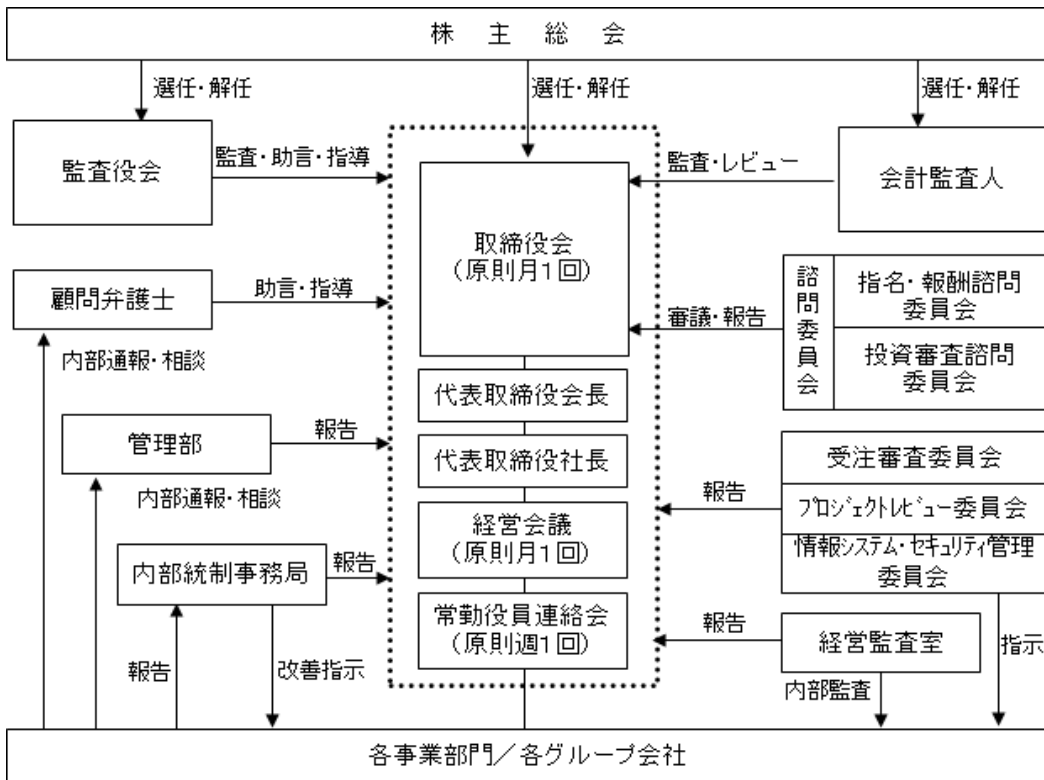 株主総会
選任・解任
選任・解任
選任・解任
監査役会
監査・助言・指導
取締役会
(原則月1回)
監査・レビュー
会計監査人
顧問弁護士
助言・指導
審議・報告
諮問委員会
指名・報酬諮問
委員会
投資審査諮問
委員会
内部通報・相談
代表取締役会長
管理部
報告
代表取締役社長
受注審査委員会
内部通報・相談
報告
プロジェクトレビュー委員会
経営会議
(原則月1回)
情報システム・セキュリティ管理
委員会
内部統制事務局
報告
常勤役員連絡会
(原則週1回)
報告
経営監査室
指示
報告
改善指示
内部監査
各事業部門/各グループ会社